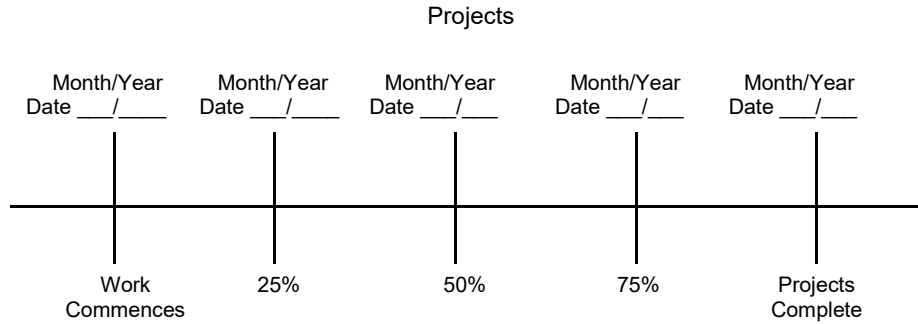 Projects
Month/Year Month/Year Month/Year Month/Year Month/Year
Date ___/____ Date ___/____ Date ___/___ Date ___/___ Date ___/___
Work 25% 50% 75% Projects
Commences Complete